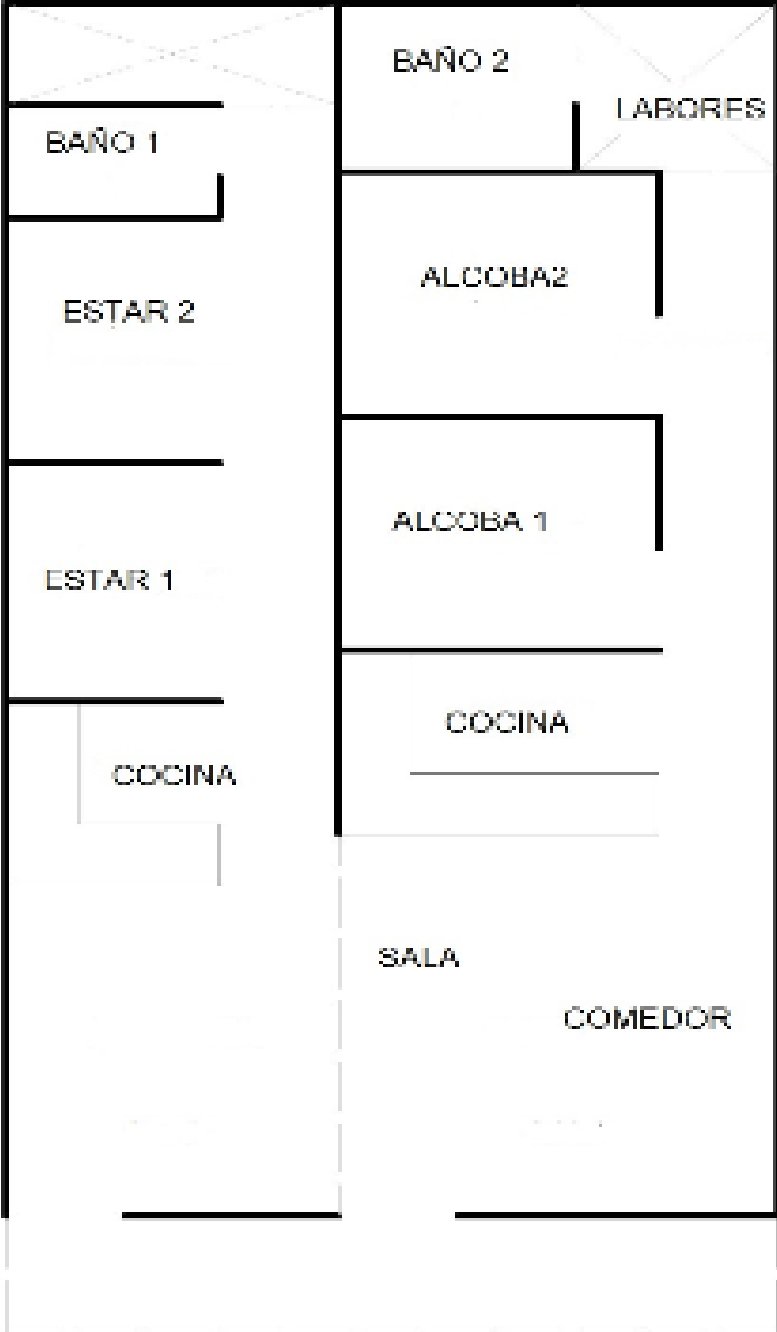 BAÑO 2
LABORES
BAÑO 1
ALCOBA2
ESTAR 2
ALCOBA 1
ESTAR 1
COCINA
COCINA
SALA
COMEDOR